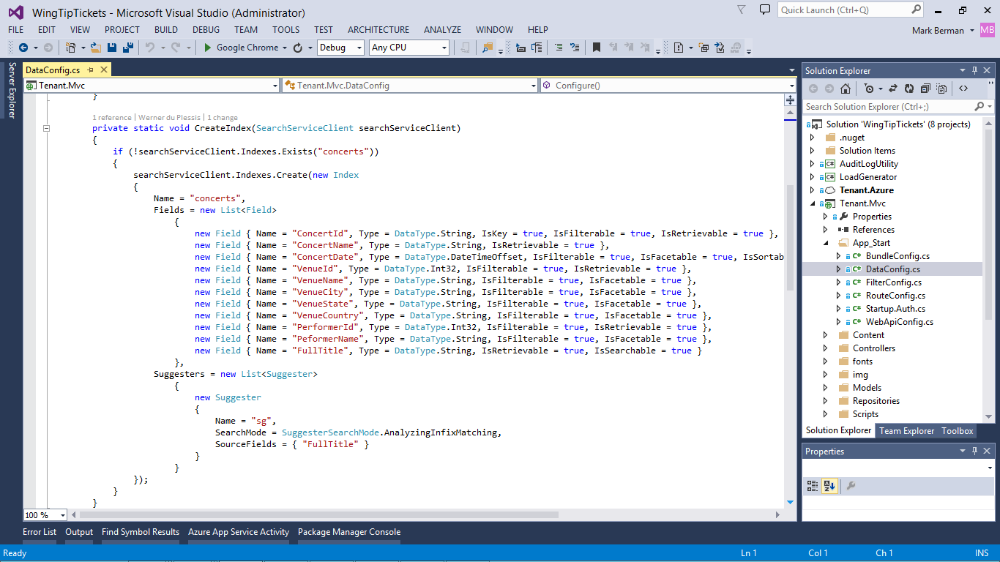 WingTipTickets - Microsoft Visual Studio (Administrator)
Quick Launch (Ctrl+Q)
FILE EDIT VIEW PROJECT BUILD DEBUG TEAM TOOLS TEST ARCHITECTURE ANALYZE WINDOW HELP
Mark Berman
MB
Google Chrome
Debug
Any CPU
Server Explorer
DataConfig.cs
Tenant.Mvc
Tenant.Mvc.DataConfig
Configure()
}
1 reference | Werner du Plessis | 1 change
private static void CreateIndex(SearchServiceClient searchServiceClient)
{
if (!searchServiceClient.Indexes.Exists("concerts"))
{
searchServiceClient.Indexes.Create(new Index
{
Name = "concerts",
Fields = new List<Field>
{
new Field { Name = "ConcertId", Type = DataType.String, IsKey = true, IsFilterable = true, IsRetrievable = true },
new Field { Name = "ConcertName", Type = DataType.String, IsRetrievable = true },
new Field { Name = "ConcertDate", Type = DataType.DateTimeOffset, IsFilterable = true, IsFacetable = true, IsSortab
new Field { Name = "VenueId", Type = DataType.Int32, IsFilterable = true, IsRetrievable = true },
new Field { Name = "VenueName", Type = DataType.String, IsFilterable = true, IsFacetable = true },
new Field { Name = "VenueCity", Type = DataType.String, IsFilterable = true, IsFacetable = true },
new Field { Name = "VenueState", Type = DataType.String, IsFilterable = true, IsFacetable = true },
new Field { Name = "VenueCountry", Type = DataType.String, IsFilterable = true, IsFacetable = true },
new Field { Name = "PerformerId", Type = DataType.Int32, IsFilterable = true, IsRetrievable = true },
new Field { Name = "PeformerName", Type = DataType.String, IsFilterable = true, IsFacetable = true },
new Field { Name = "FullTitle", Type = DataType.String, IsRetrievable = true, IsSearchable = true }
},
Suggesters = new List<Suggester>
{
new Suggester
{
Name = "sg",
SearchMode = SuggesterSearchMode.AnalyzingInfixMatching,
SourceFields = { "FullTitle" }
}
}
});
}
}
100 %
Solution Explorer
Search Solution Explorer (Ctrl+;)
Solution 'WingTipTickets' (8 projects)
.nuget
Solution Items
C# AuditLogUtility
C# LoadGenerator
Tenant.Azure
Tenant.Mvc
Properties
References
App_Start
C# BundleConfig.cs
C# DataConfig.cs
C# FilterConfig.cs
C# RouteConfig.cs
C# Startup.Auth.cs
C# WebApiConfig.cs
Content
Controllers
fonts
img
Models
Repositories
Scripts
Solution Explorer Team Explorer Toolbox
Properties
Error List Output Find Symbol Results Azure App Service Activity Package Manager Console
Ready
Ln 1 Col 1 Ch 1 INS